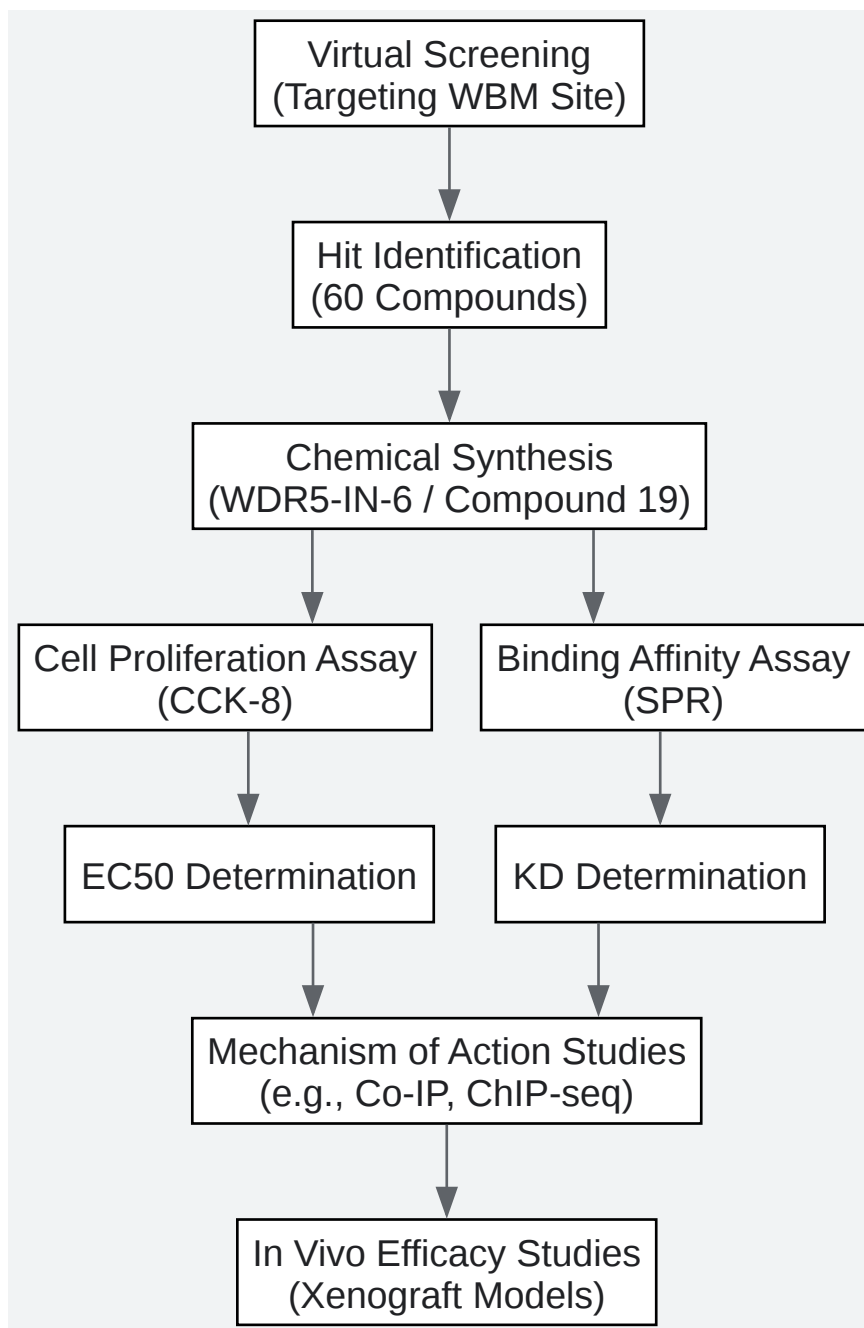 Virtual Screening
(Targeting WBM Site)
Hit Identification
(60 Compounds)
Chemical Synthesis
(WDR5-IN-6 / Compound 19)
Cell Proliferation Assay
(CCK-8)
Binding Affinity Assay
(SPR)
EC50 Determination
KD Determination
Mechanism of Action Studies
(e.g., Co-IP, ChIP-seq)
In Vivo Efficacy Studies
(Xenograft Models)